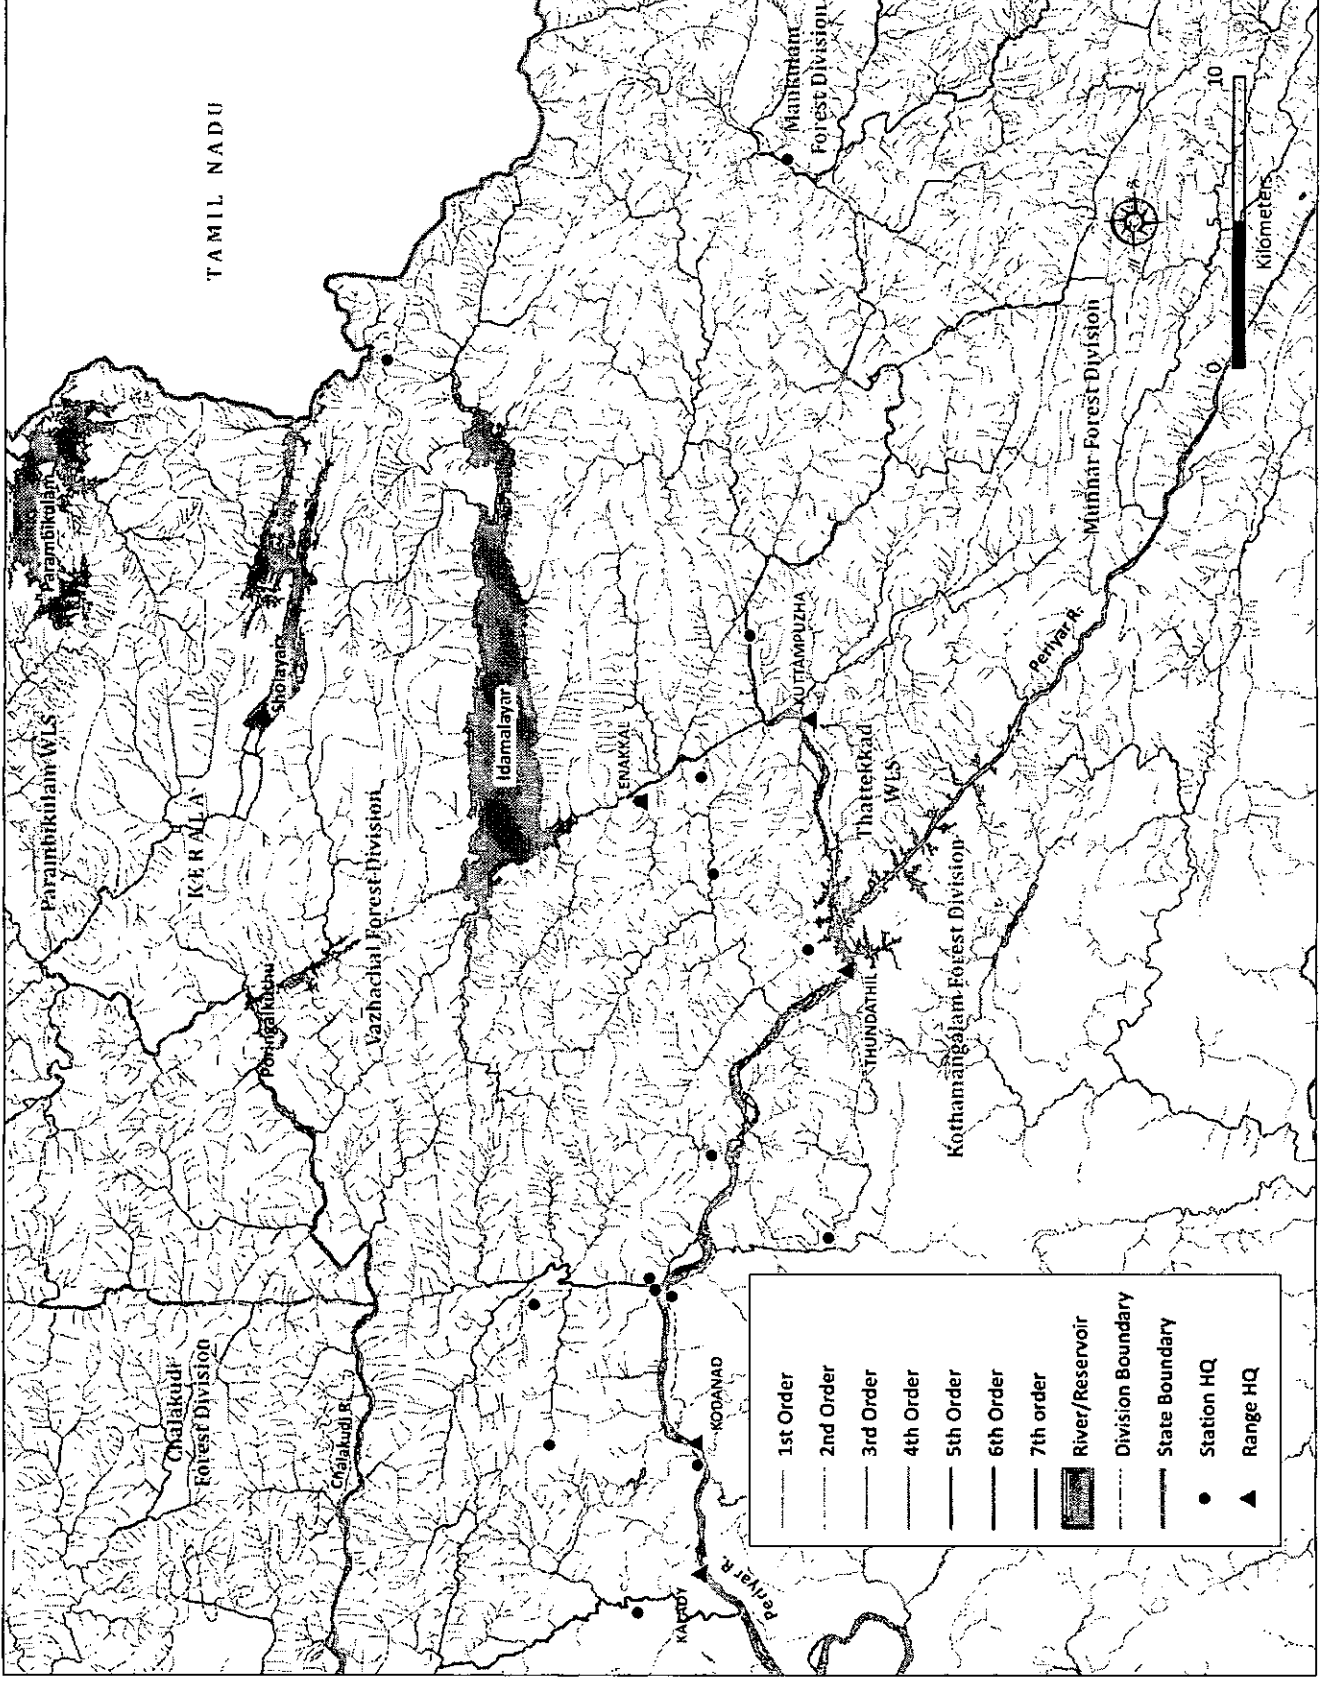 TAMIL NADU
Parambikulam
Parambikulam WLS
Sholayar
KERALA
Poringalkuthu
Vazhachal Forest Division
Idamalayar
Chalakudi
Forest Division
Chalakudi R.
Mankulam
Forest Division
ENAKKAL
KUTTAMPUZHA
Thattekkad
WLS
THUNDATHIL
Kothamangalam Forest Division
Munnar Forest Division
Periyar R.
KODANAD
KALADY
Periyar R.
1st Order
2nd Order
3rd Order
4th Order
5th Order
6th Order
7th order
River/Reservoir
Division Boundary
State Boundary
Station HQ
Range HQ
0 5 10
Kilometers